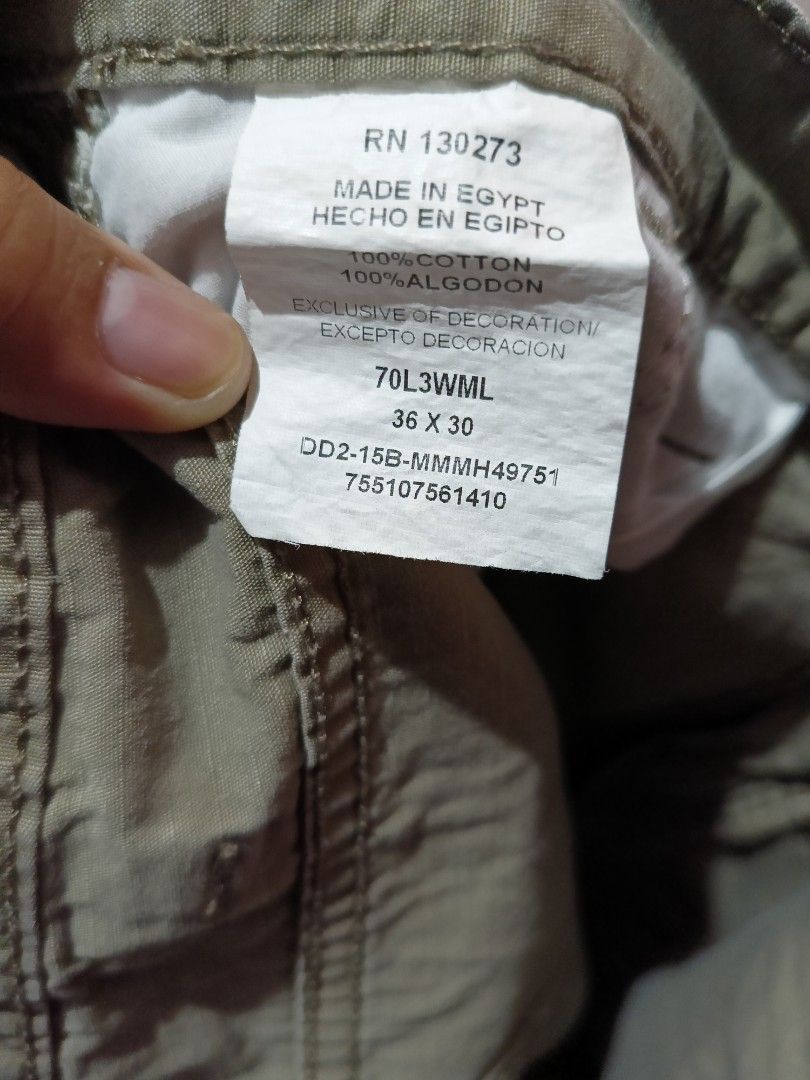 RN 130273
MADE IN EGYPT
HECHO EN EGIPTO
100%COTTON
100%ALGODON
EXCLUSIVE OF DECORATION/
EXCEPTO DECORACION
70L3WML
36 X 30
DD2-15B-MMMH49751
755107561410